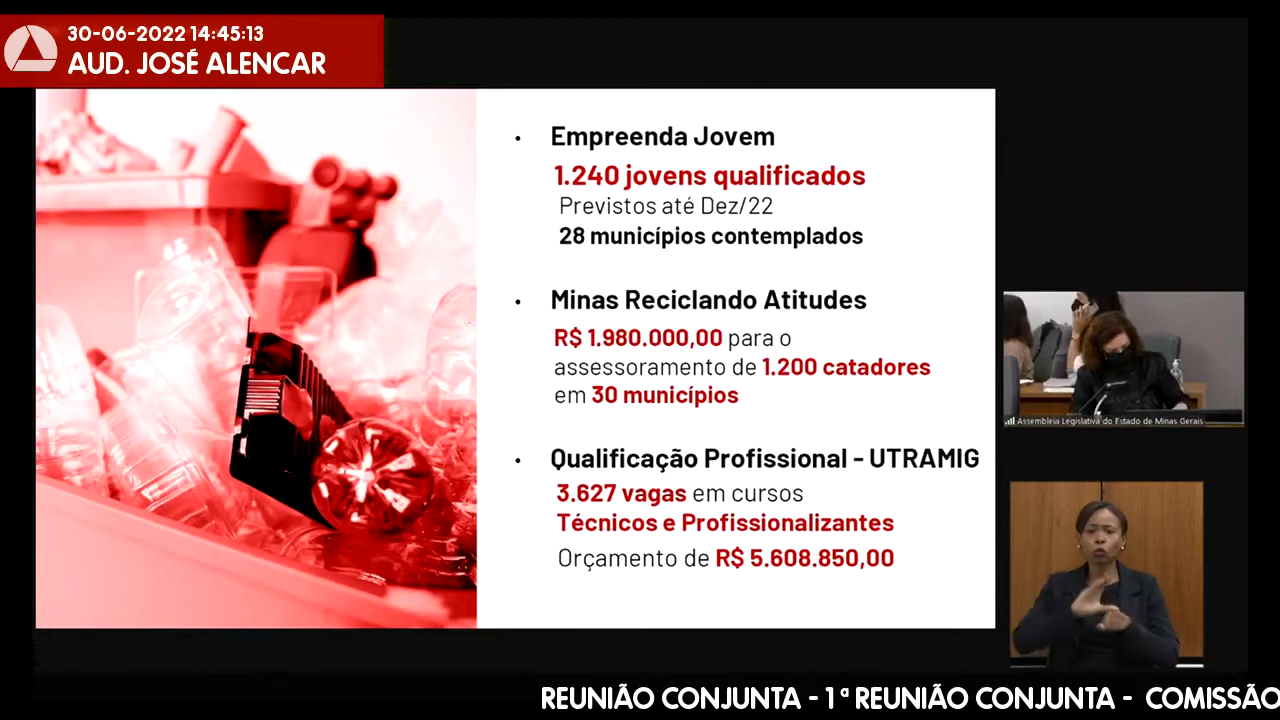 30-06-2022 14:45:13
AUD. JOSÉ ALENCAR
• Empreenda Jovem
1.240 jovens qualificados
Previstos até Dez/22
28 municípios contemplados
• Minas Reciclando Atitudes
R$ 1.980.000,00 para o
assessoramento de 1.200 catadores
em 30 municípios
• Qualificação Profissional - UTRAMIG
3.627 vagas em cursos
Técnicos e Profissionalizantes
Orçamento de R$ 5.608.850,00
Assembleia Legislativa do Estado de Minas Gerais
REUNIÃO CONJUNTA - 1ª REUNIÃO CONJUNTA - COMISSÃO